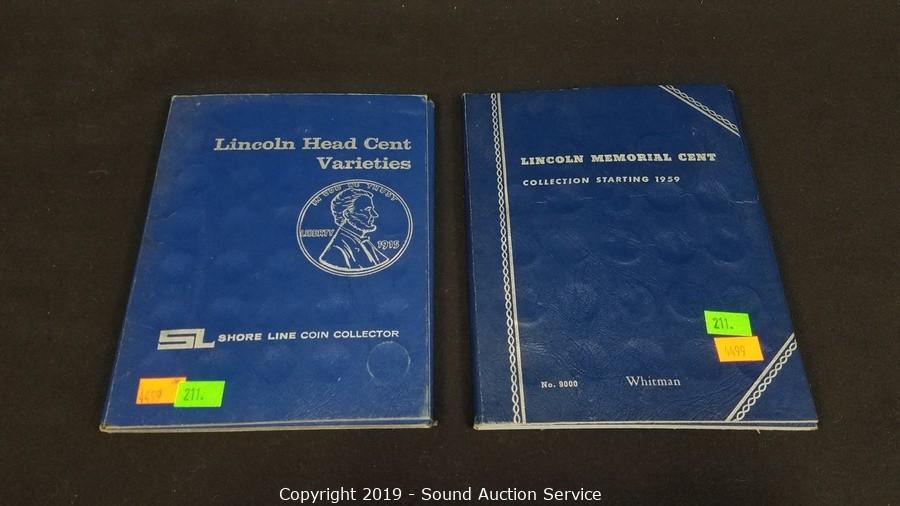 Lincoln Head Cent
Varieties
IN GOD WE TRUST
LIBERTY
1915
SL SHORE LINE COIN COLLECTOR
4499
211.
LINCOLN MEMORIAL CENT
COLLECTION STARTING 1959
211.
4499
No. 9000
Whitman
Copyright 2019 - Sound Auction Service